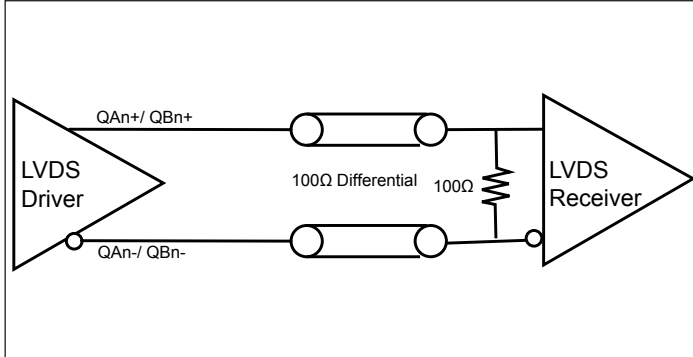 QAn+/ QBn+
LVDS
Driver
100Ω Differential
100Ω
LVDS
Receiver
QAn-/ QBn-